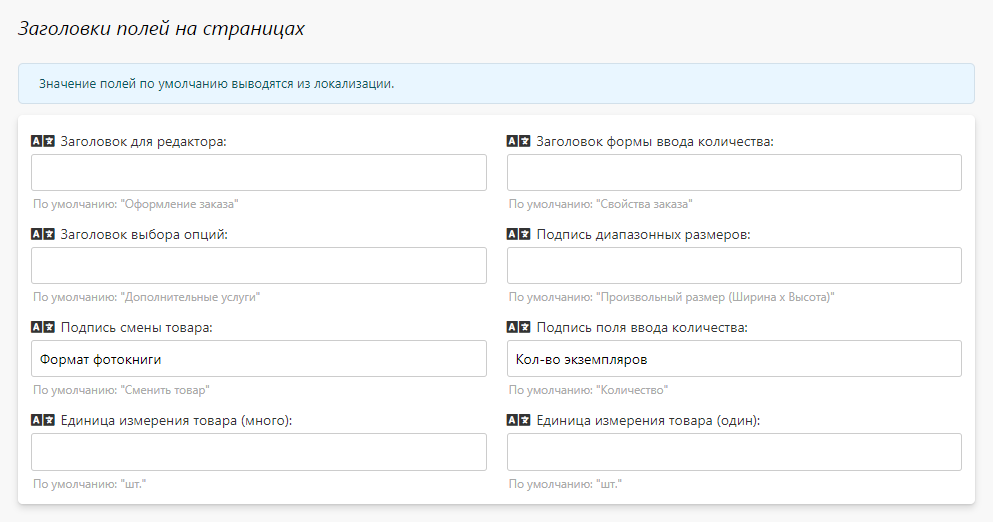 Заголовки полей на страницах
Значение полей по умолчанию выводятся из локализации.
Заголовок для редактора:
Заголовок формы ввода количества:
По умолчанию: "Оформление заказа"
По умолчанию: "Свойства заказа"
Заголовок выбора опций:
Подпись диапазонных размеров:
По умолчанию: "Дополнительные услуги"
По умолчанию: "Произвольный размер (Ширина x Высота)"
Подпись смены товара:
Подпись поля ввода количества:
Формат фотокниги
Кол-во экземпляров
По умолчанию: "Сменить товар"
По умолчанию: "Количество"
Единица измерения товара (много):
Единица измерения товара (один):
По умолчанию: "шт."
По умолчанию: "шт."